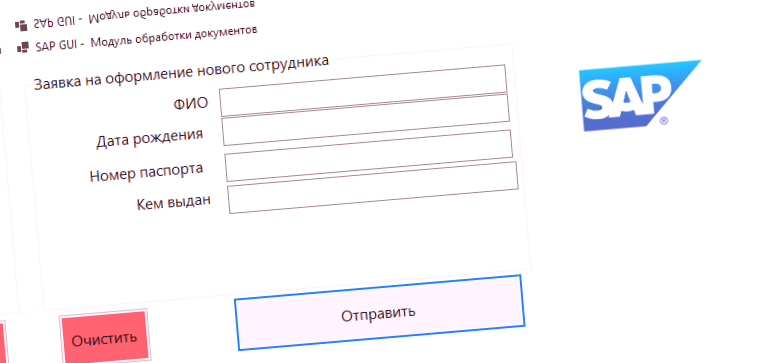 SAP GUI - Модуль обработки документов
SAP GUI - Модуль обработки документов
Заявка на оформление нового сотрудника
ФИО
Дата рождения
Номер паспорта
Кем выдан
Очистить
Отправить
SAP®